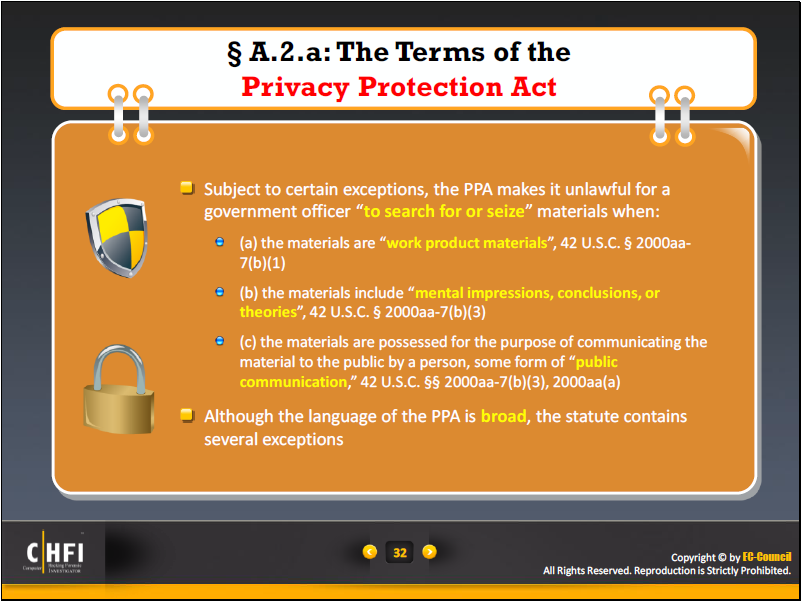 § A.2.a: The Terms of the
Privacy Protection Act
Subject to certain exceptions, the PPA makes it unlawful for a
government officer “to search for or seize” materials when:
(a) the materials are “work product materials”, 42 U.S.C. § 2000aa-
7(b)(1)
(b) the materials include “mental impressions, conclusions, or
theories”, 42 U.S.C. § 2000aa-7(b)(3)
(c) the materials are possessed for the purpose of communicating the
material to the public by a person, some form of “public
communication,” 42 U.S.C. §§ 2000aa-7(b)(3), 2000aa(a)
Although the language of the PPA is broad, the statute contains
several exceptions
CHFI
Computer Hacking Forensic
INVESTIGATOR
32
Copyright © by EC-Council
All Rights Reserved. Reproduction is Strictly Prohibited.